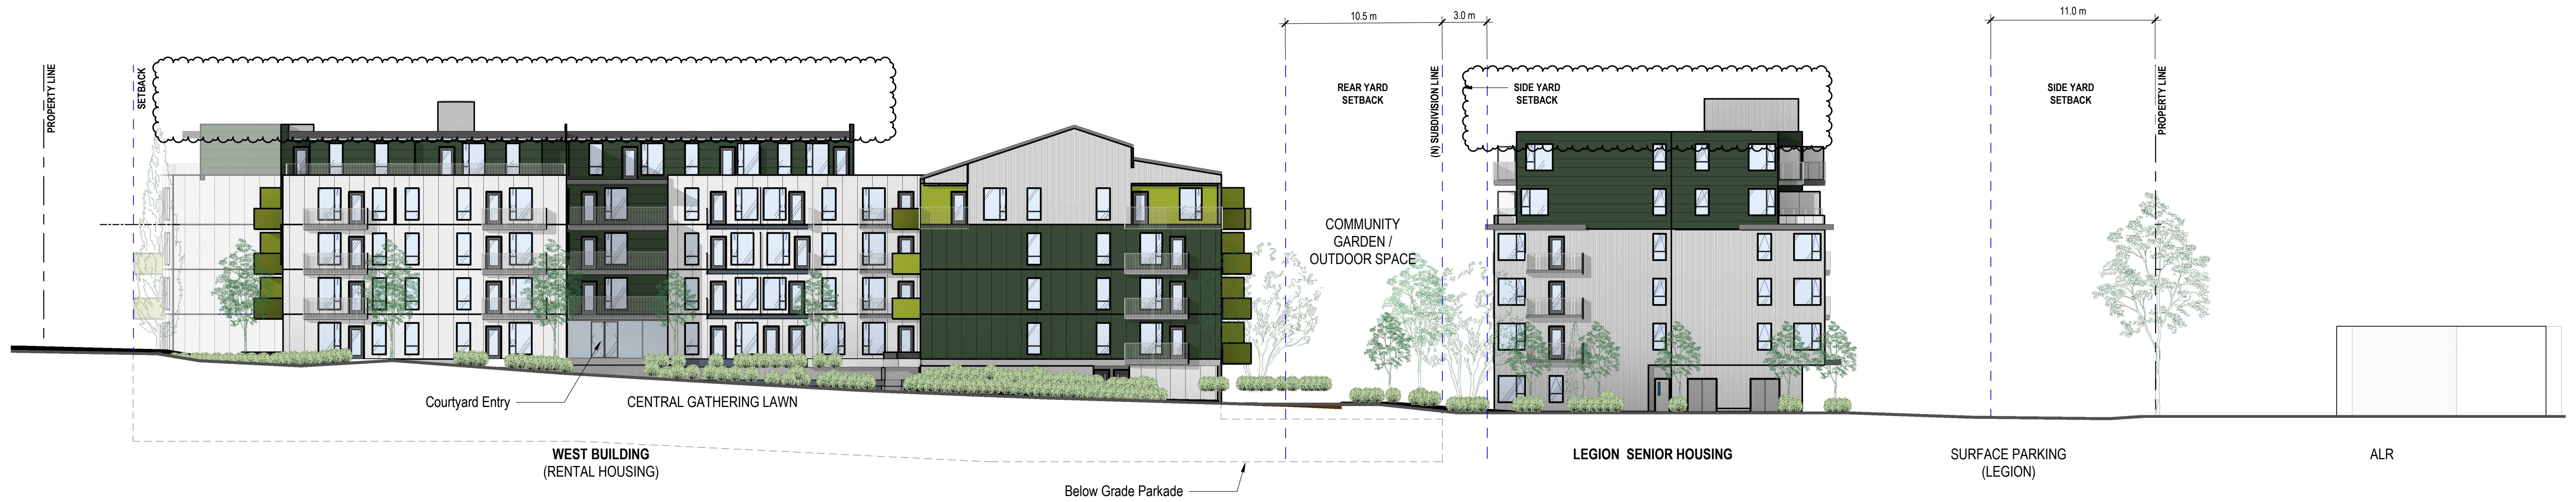 10.5 m
3.0 m
11.0 m
PROPERTY LINE
SETBACK
REAR YARD
SETBACK
(N) SUBDIVISION LINE
SIDE YARD
SETBACK
SIDE YARD
SETBACK
PROPERTY LINE
COMMUNITY
GARDEN /
OUTDOOR SPACE
Courtyard Entry
CENTRAL GATHERING LAWN
WEST BUILDING
(RENTAL HOUSING)
Below Grade Parkade
LEGION SENIOR HOUSING
SURFACE PARKING
(LEGION)
ALR